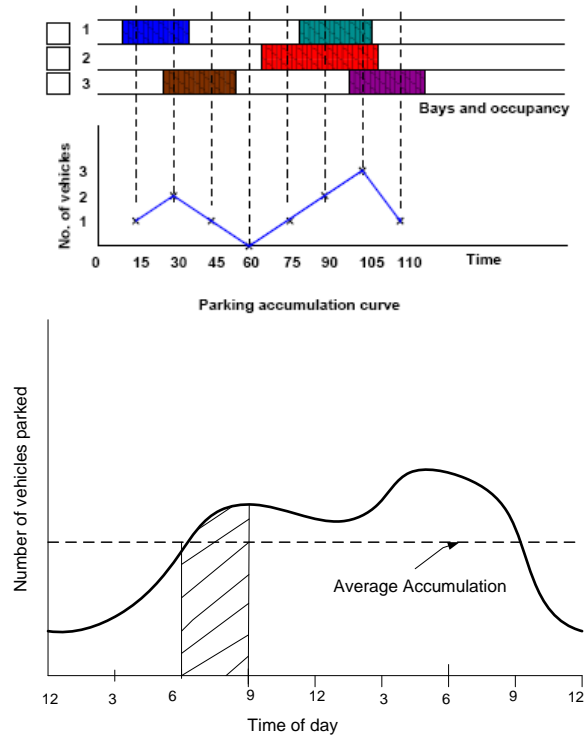 1
2
3
Bays and occupancy
No. of vehicles
3
2
1
0 15 30 45 60 75 90 105 110 Time
Parking accumulation curve
Number of vehicles parked
Average Accumulation
12 3 6 9 12 3 6 9 12
Time of day